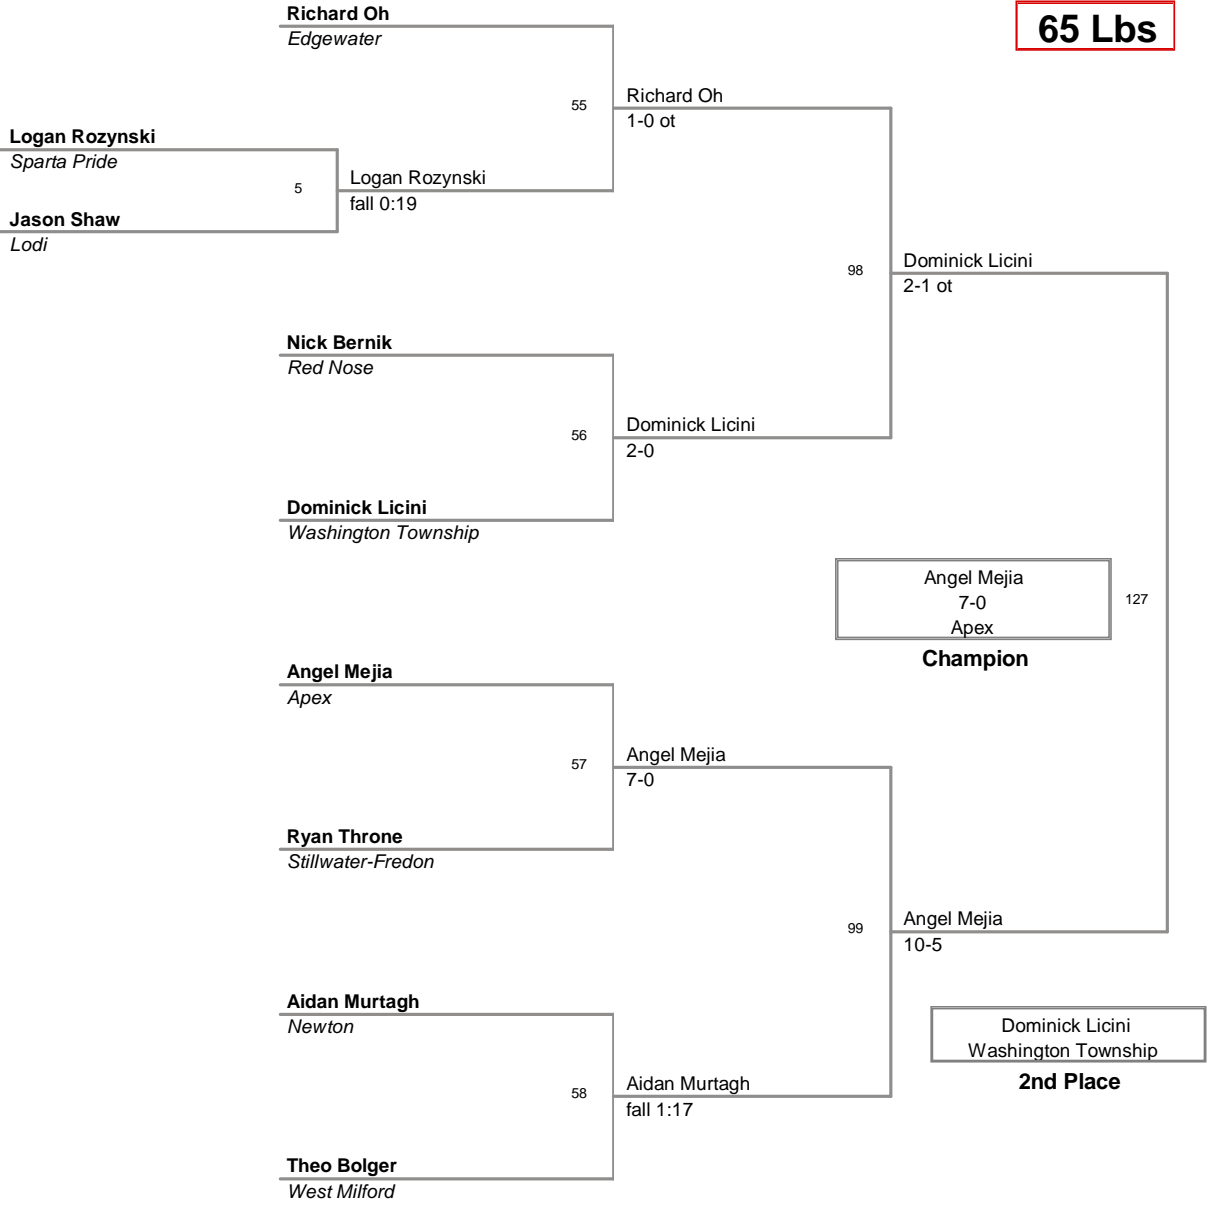 Richard Oh
Edgewater
65 Lbs
55
Richard Oh
1-0 ot
Logan Rozynski
Sparta Pride
5
Logan Rozynski
fall 0:19
Jason Shaw
Lodi
98
Dominick Licini
2-1 ot
Nick Bernik
Red Nose
56
Dominick Licini
2-0
Dominick Licini
Washington Township
Angel Mejia
7-0
Apex
127
Champion
Angel Mejia
Apex
57
Angel Mejia
7-0
Ryan Throne
Stillwater-Fredon
99
Angel Mejia
10-5
Aidan Murtagh
Newton
Dominick Licini
Washington Township
2nd Place
58
Aidan Murtagh
fall 1:17
Theo Bolger
West Milford